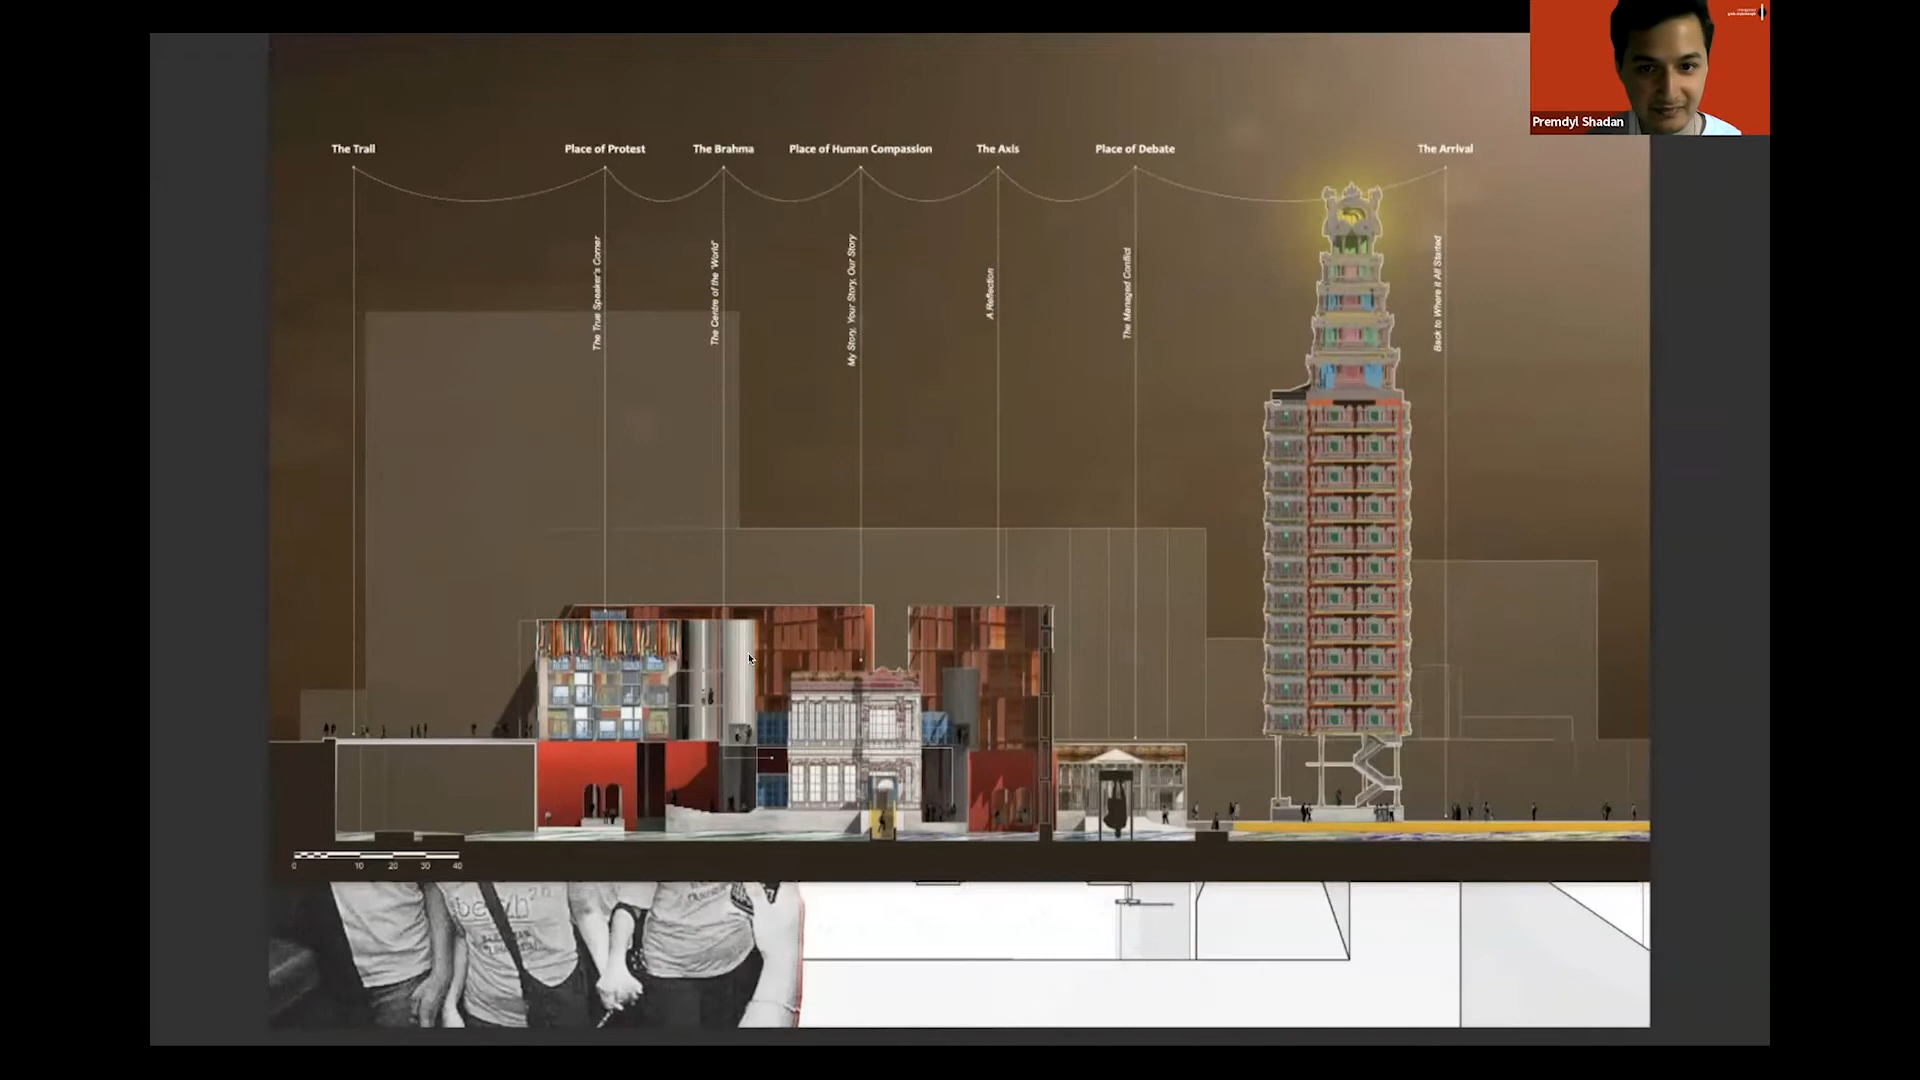 Premdyl Shadan
The Trail
Place of Protest
The Brahma
Place of Human Compassion
The Axis
Place of Debate
The Arrival
The True Speaker's Corner
The Centre of the 'World'
My Story, Your Story, Our Story
A Reflection
The Managed Conflict
Back to Where it All Started
0 10 20 30 40